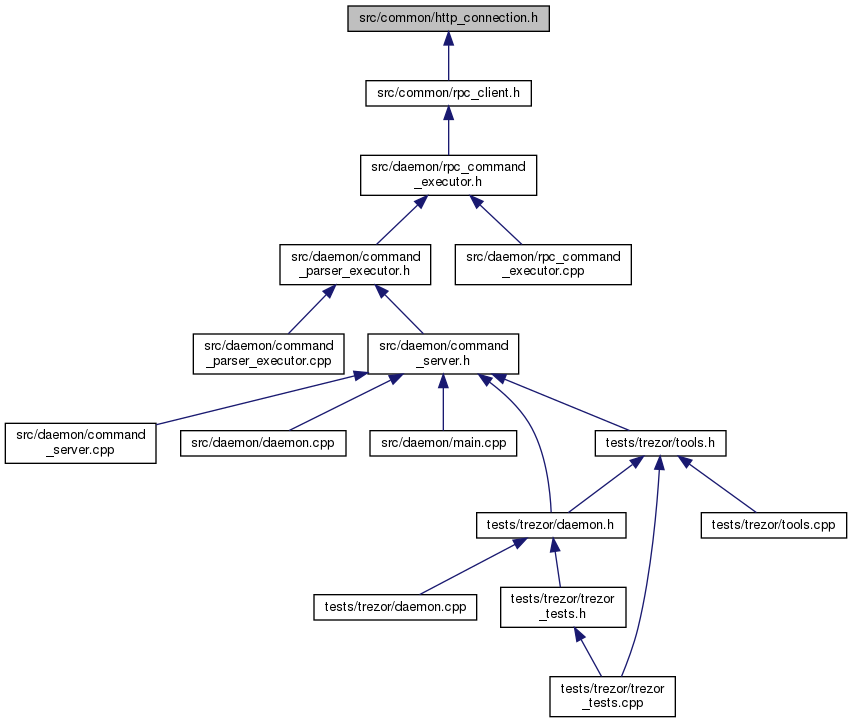 src/common/http_connection.h
src/common/rpc_client.h
src/daemon/rpc_command
_executor.h
src/daemon/command
_parser_executor.h
src/daemon/rpc_command
_executor.cpp
src/daemon/command
_parser_executor.cpp
src/daemon/command
_server.h
src/daemon/command
_server.cpp
src/daemon/daemon.cpp
src/daemon/main.cpp
tests/trezor/tools.h
tests/trezor/daemon.h
tests/trezor/tools.cpp
tests/trezor/daemon.cpp
tests/trezor/trezor
_tests.h
tests/trezor/trezor
_tests.cpp